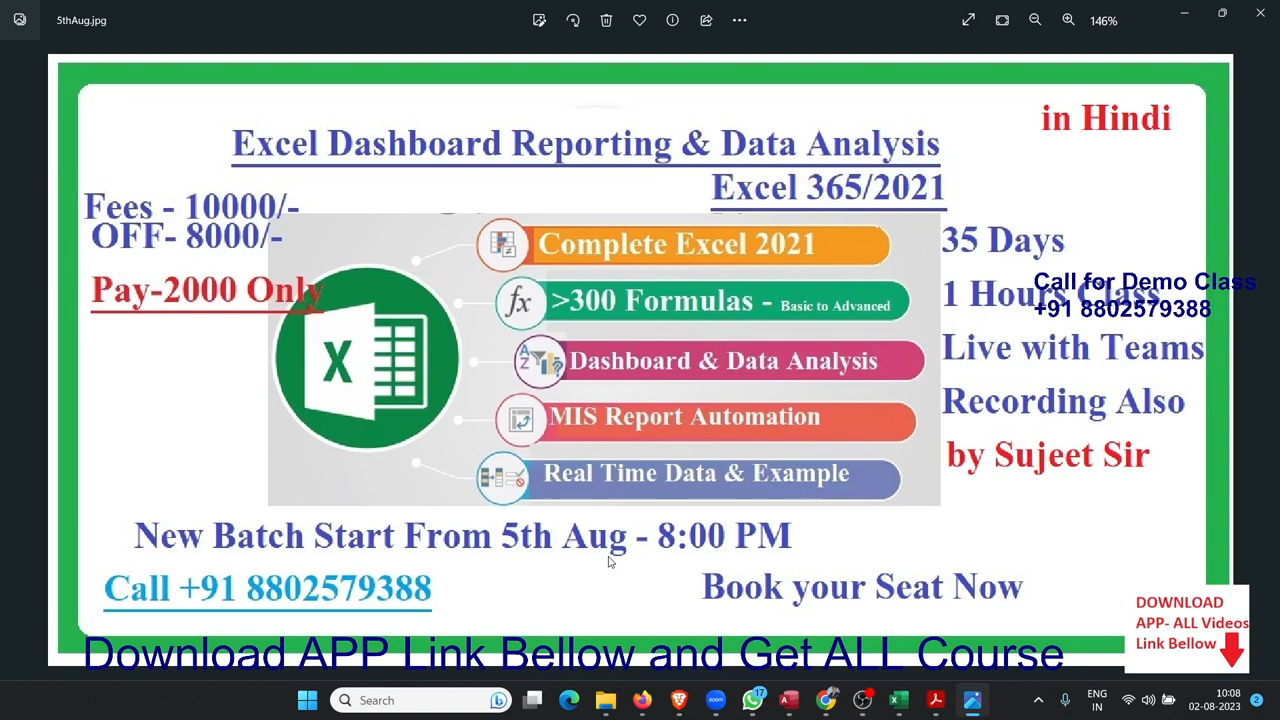 5thAug.jpg
146%
in Hindi
Excel Dashboard Reporting & Data Analysis
Excel 365/2021
Fees - 10000/-
OFF- 8000/-
Pay-2000 Only
Complete Excel 2021
fx >300 Formulas - Basic to Advanced
A
Z
? Dashboard & Data Analysis
MIS Report Automation
Real Time Data & Example
X
35 Days
1 Hours Class
Live with Teams
Recording Also
by Sujeet Sir
Call for Demo Class
+91 8802579388
New Batch Start From 5th Aug - 8:00 PM
Call +91 8802579388
Book your Seat Now
DOWNLOAD
APP- ALL Videos
Link Bellow
Download APP Link Bellow and Get ALL Course
Search
zoom
17
ENG
IN
10:08
02-08-2023
2